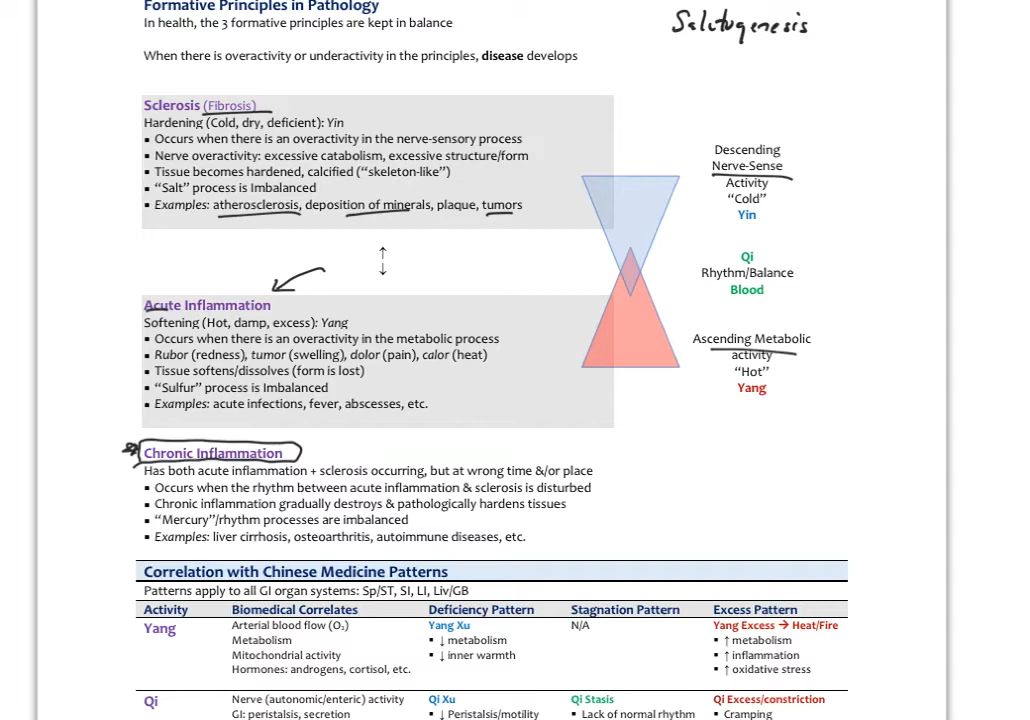 Formative Principles in Pathology
In health, the 3 formative principles are kept in balance
Salutogenesis
When there is overactivity or underactivity in the principles, disease develops
Sclerosis (Fibrosis)
Hardening (Cold, dry, deficient): Yin
▪ Occurs when there is an overactivity in the nerve-sensory process
▪ Nerve overactivity: excessive catabolism, excessive structure/form
▪ Tissue becomes hardened, calcified (“skeleton-like”)
▪ “Salt” process is Imbalanced
▪ Examples: atherosclerosis, deposition of minerals, plaque, tumors
Descending
Nerve-Sense
Activity
“Cold”
Yin
↑
↓
Qi
Rhythm/Balance
Blood
Acute Inflammation
Softening (Hot, damp, excess): Yang
▪ Occurs when there is an overactivity in the metabolic process
▪ Rubor (redness), tumor (swelling), dolor (pain), calor (heat)
▪ Tissue softens/dissolves (form is lost)
▪ “Sulfur” process is Imbalanced
▪ Examples: acute infections, fever, abscesses, etc.
Ascending Metabolic
activity
“Hot”
Yang
Chronic Inflammation
Has both acute inflammation + sclerosis occurring, but at wrong time &/or place
▪ Occurs when the rhythm between acute inflammation & sclerosis is disturbed
▪ Chronic inflammation gradually destroys & pathologically hardens tissues
▪ “Mercury”/rhythm processes are imbalanced
▪ Examples: liver cirrhosis, osteoarthritis, autoimmune diseases, etc.
Correlation with Chinese Medicine Patterns
Patterns apply to all GI organ systems: Sp/ST, SI, LI, Liv/GB
Activity Biomedical Correlates Deficiency Pattern Stagnation Pattern Excess Pattern
Yang Arterial blood flow (O₂) Yang Xu N/A Yang Excess → Heat/Fire
Metabolism ▪ ↓ metabolism ▪ ↑ metabolism
Mitochondrial activity ▪ ↓ inner warmth ▪ ↑ inflammation
Hormones: androgens, cortisol, etc. ▪ ↑ oxidative stress
Qi Nerve (autonomic/enteric) activity Qi Xu Qi Stasis Qi Excess/constriction
GI: peristalsis, secretion ▪ ↓ Peristalsis/motility ▪ Lack of normal rhythm ▪ Cramping